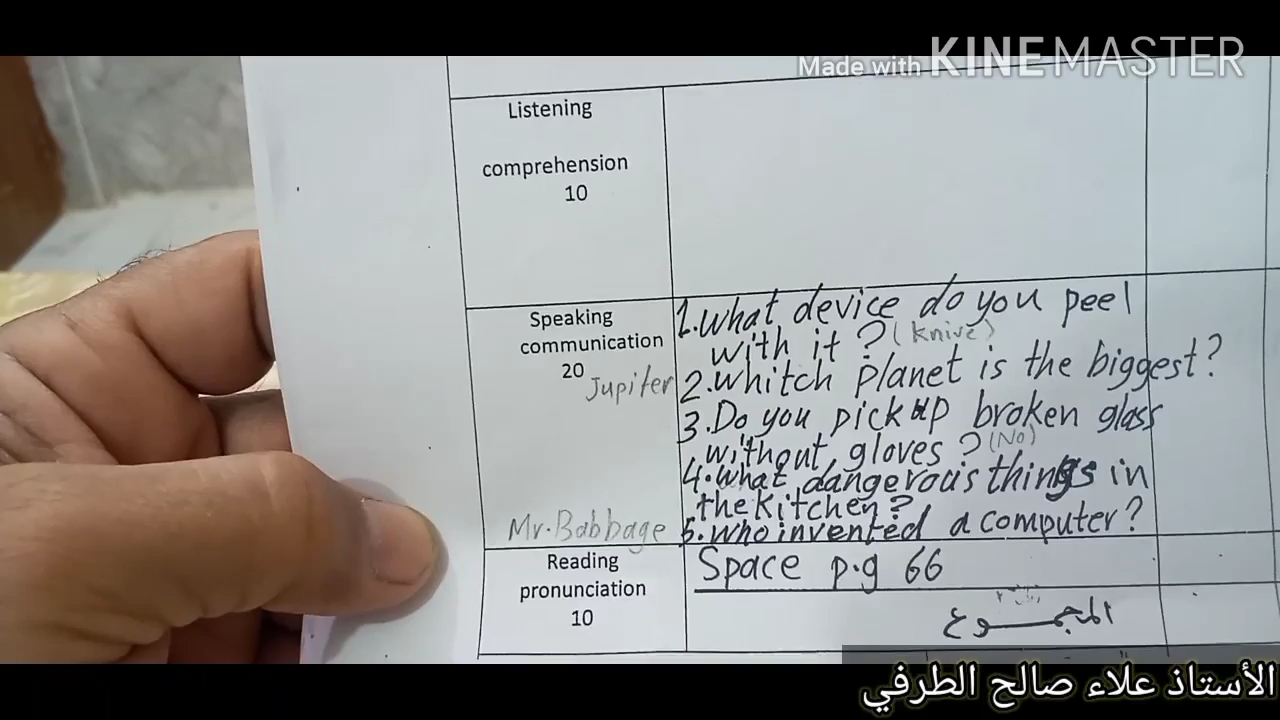 Made with KINEMASTER
Listening
comprehension
10
Speaking
communication
20
Jupiter
Mr. Babbage
1. What device do you peel
with it? (Knive)
2. Whitch planet is the biggest?
3. Do you pick up broken glass
without gloves? (No)
4. What dangerous things in
the kitchen?
5. Who invented a computer?
Reading
pronunciation
10
Space p.g 66
المجموع
الأستاذ علاء صالح الطرفي